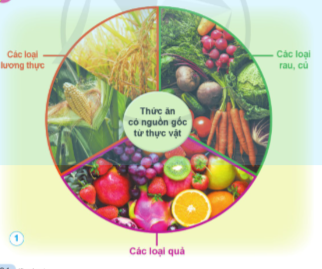 Các loại
lương thực
Các loại
rau, củ
Thức ăn
có nguồn gốc
từ thực vật
1
Các loại quả